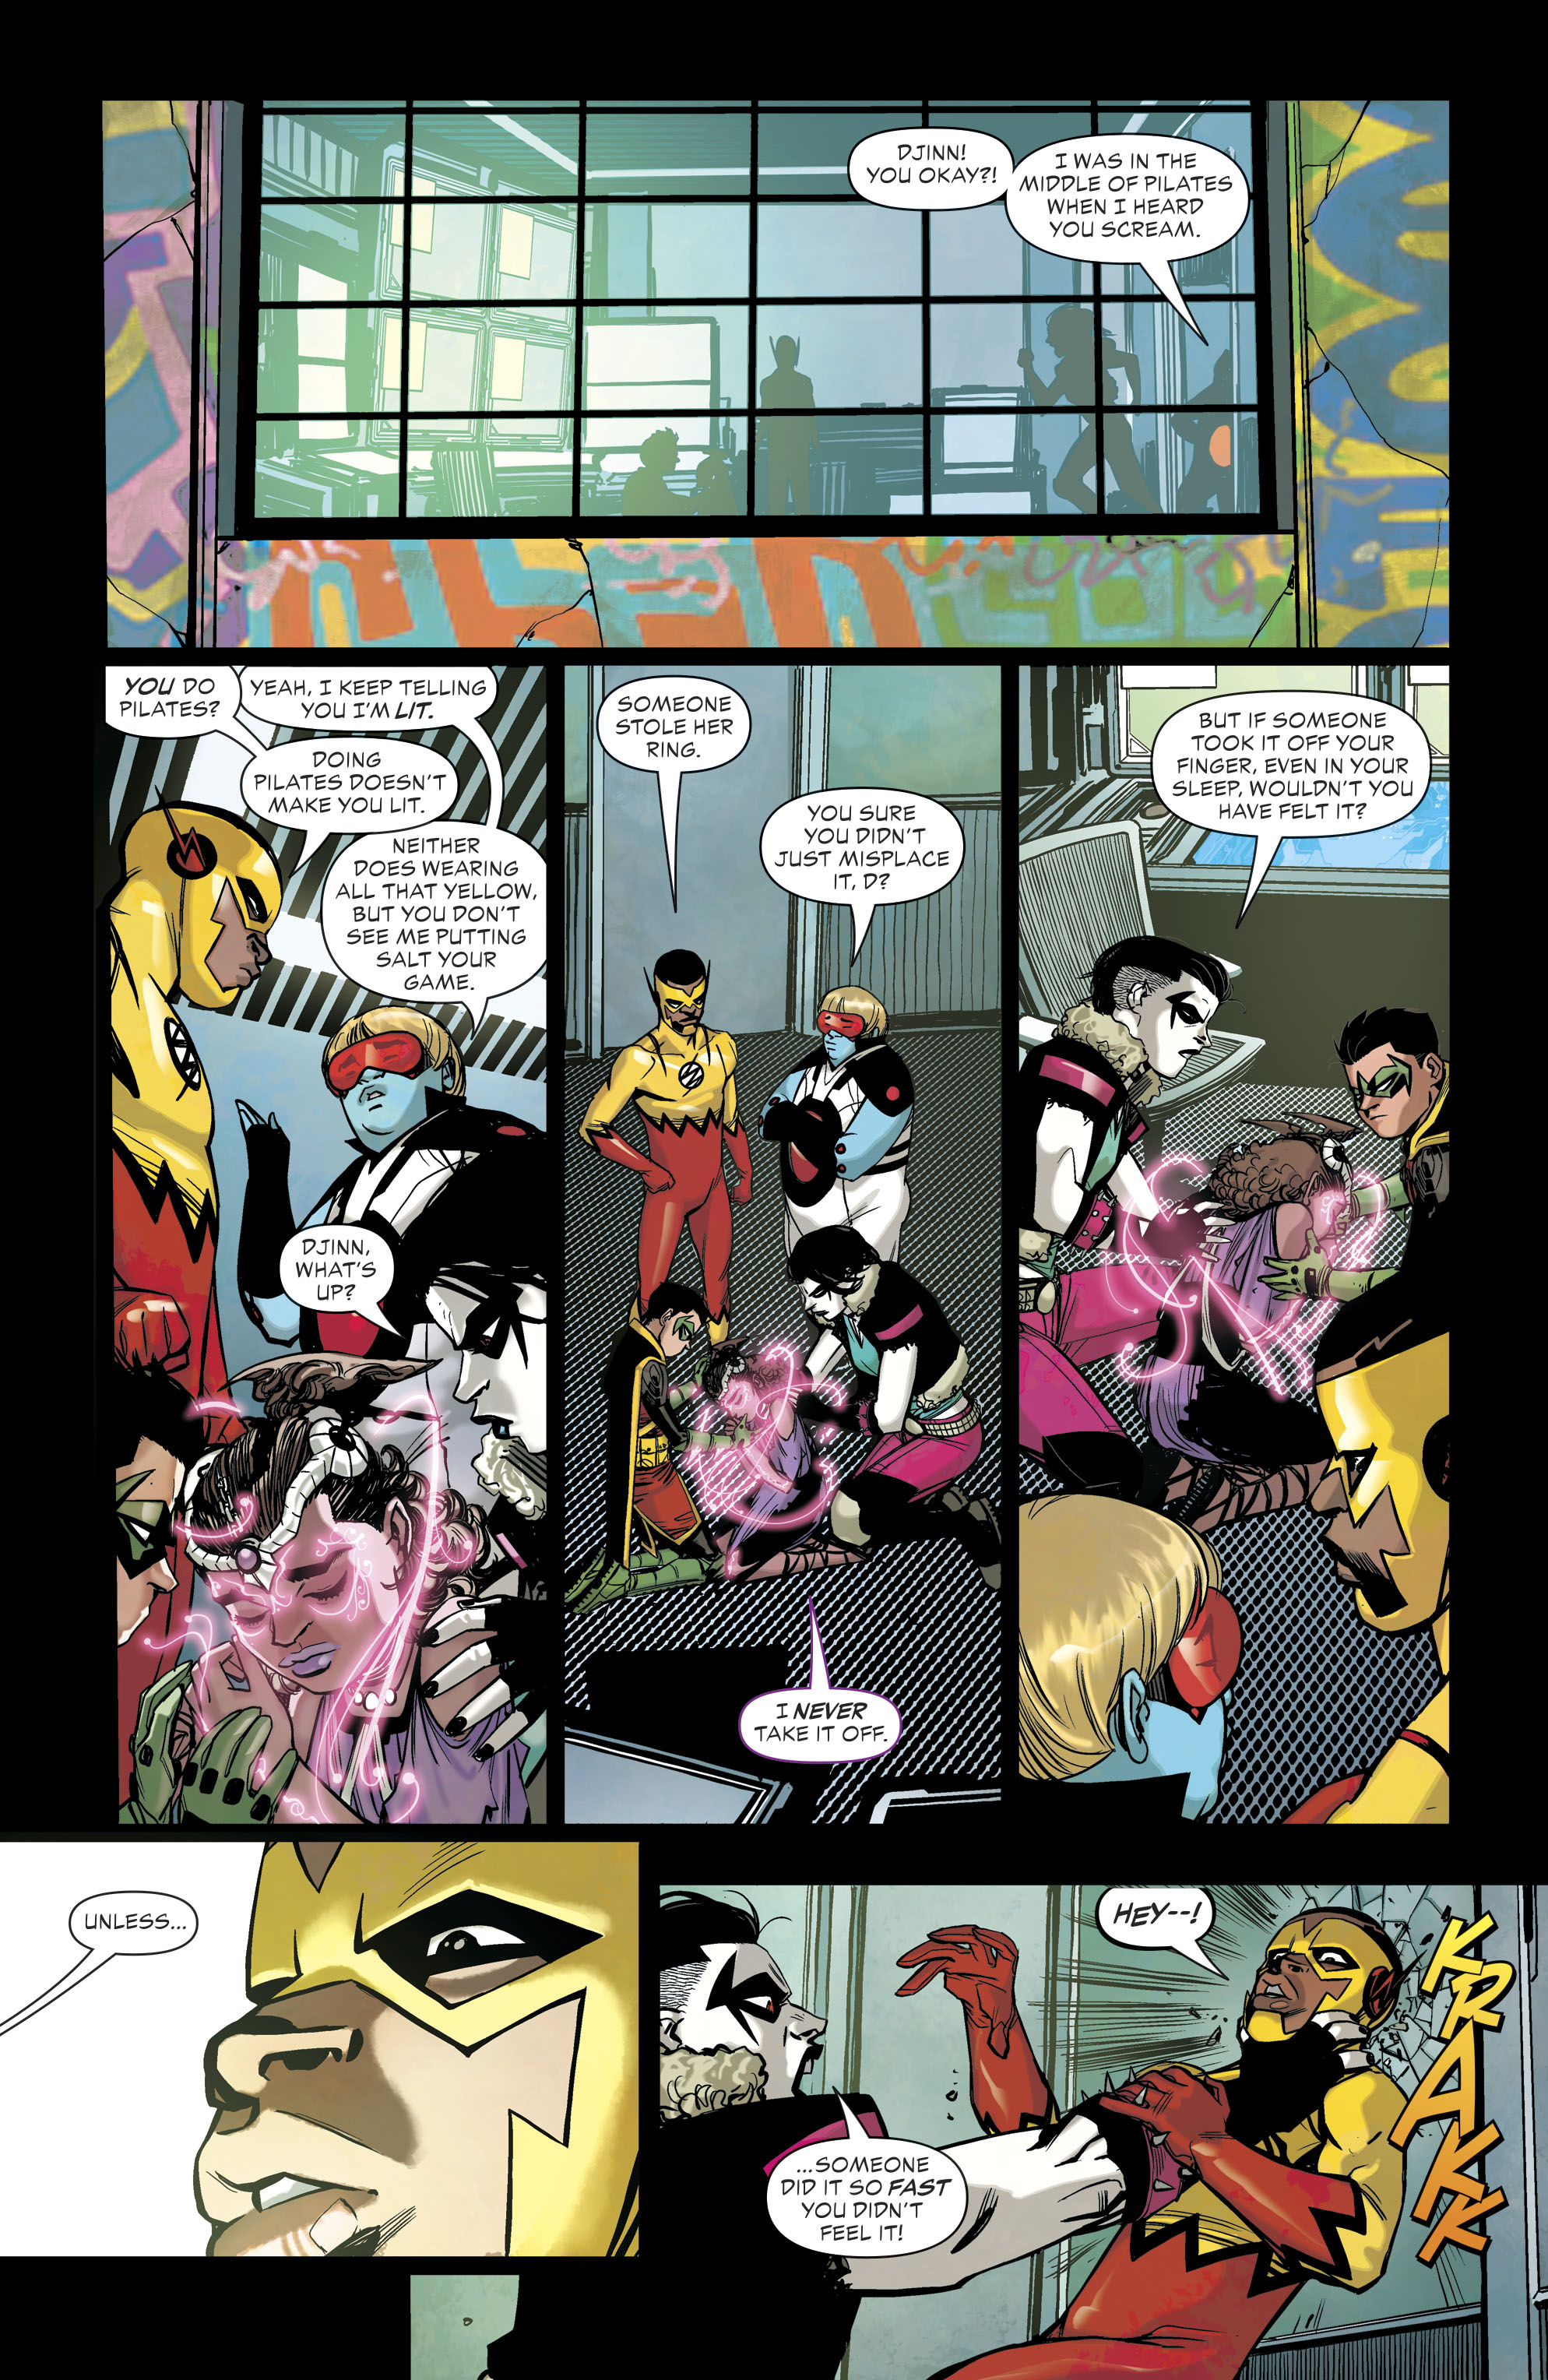 DJINN!
YOU OKAY?!
I WAS IN THE
MIDDLE OF PILATES
WHEN I HEARD
YOU SCREAM.
YOU DO
PILATES?
YEAH, I KEEP TELLING
YOU I'M LIT.
DOING
PILATES DOESN'T
MAKE YOU LIT.
NEITHER
DOES WEARING
ALL THAT YELLOW,
BUT YOU DON'T
SEE ME PUTTING
SALT YOUR
GAME.
DJINN,
WHAT'S
UP?
SOMEONE
STOLE HER
RING.
YOU SURE
YOU DIDN'T
JUST MISPLACE
IT, D?
I NEVER
TAKE IT OFF.
BUT IF SOMEONE
TOOK IT OFF YOUR
FINGER, EVEN IN YOUR
SLEEP, WOULDN'T YOU
HAVE FELT IT?
UNLESS...
HEY--!
KRAKK
...SOMEONE
DID IT SO FAST
YOU DIDN'T
FEEL IT!